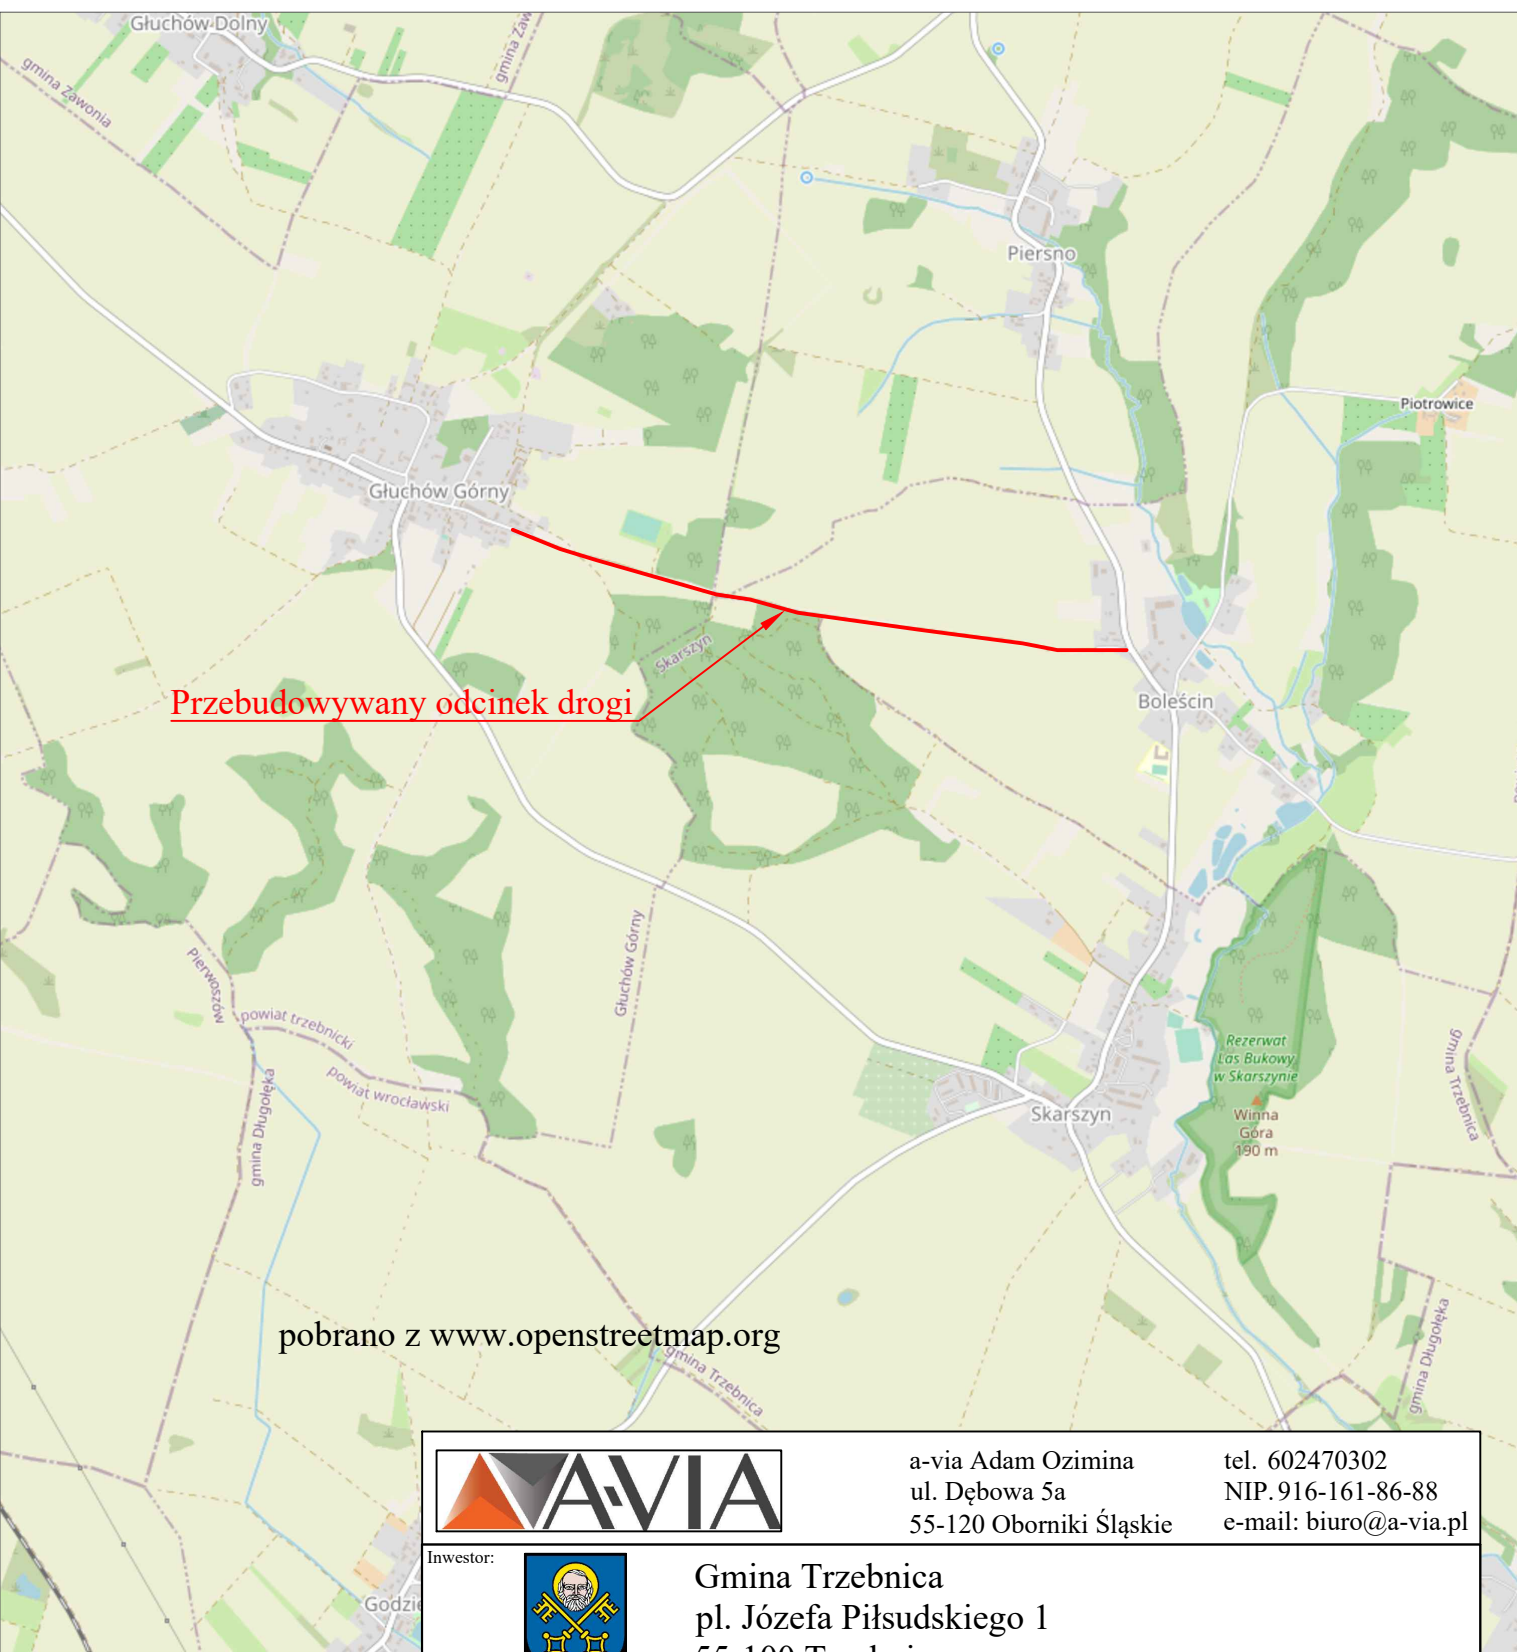 Głuchów Dolny
gmina Zawonia
gmina Zaw
Piersno
Piotrowice
Głuchów Górny
Skarszyn
Przebudowywany odcinek drogi
Boleścin
Głuchów Górny
Pierwoszów
powiat trzebnicki
powiat wrocławski
gmina Długołęka
Rezerwat
Las Bukowy
w Skarszynie
gmina Trzebnica
Skarszyn
Winna
Góra
190 m
pobrano z www.openstreetmap.org
gmina Trzebnica
gmina Długołęka
A-VIA
a-via Adam Ozimina
ul. Dębowa 5a
55-120 Oborniki Śląskie
tel. 602470302
NIP. 916-161-86-88
e-mail: biuro@a-via.pl
Inwestor:
Gmina Trzebnica
pl. Józefa Piłsudskiego 1
Godzie